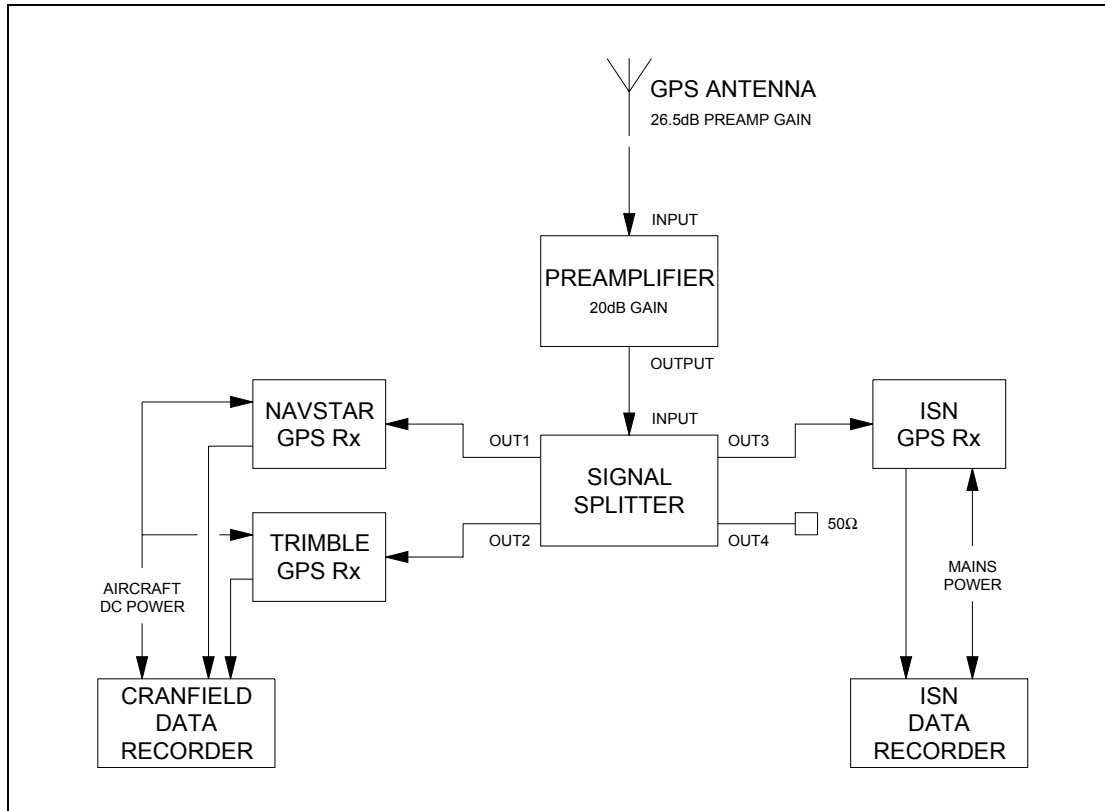 GPS ANTENNA
26.5dB PREAMP GAIN
INPUT
PREAMPLIFIER
20dB GAIN
OUTPUT
NAVSTAR
GPS Rx
OUT1
INPUT
SIGNAL
SPLITTER
OUT3
ISN
GPS Rx
TRIMBLE
GPS Rx
OUT2
OUT4
50Ω
AIRCRAFT
DC POWER
MAINS
POWER
CRANFIELD
DATA
RECORDER
ISN
DATA
RECORDER